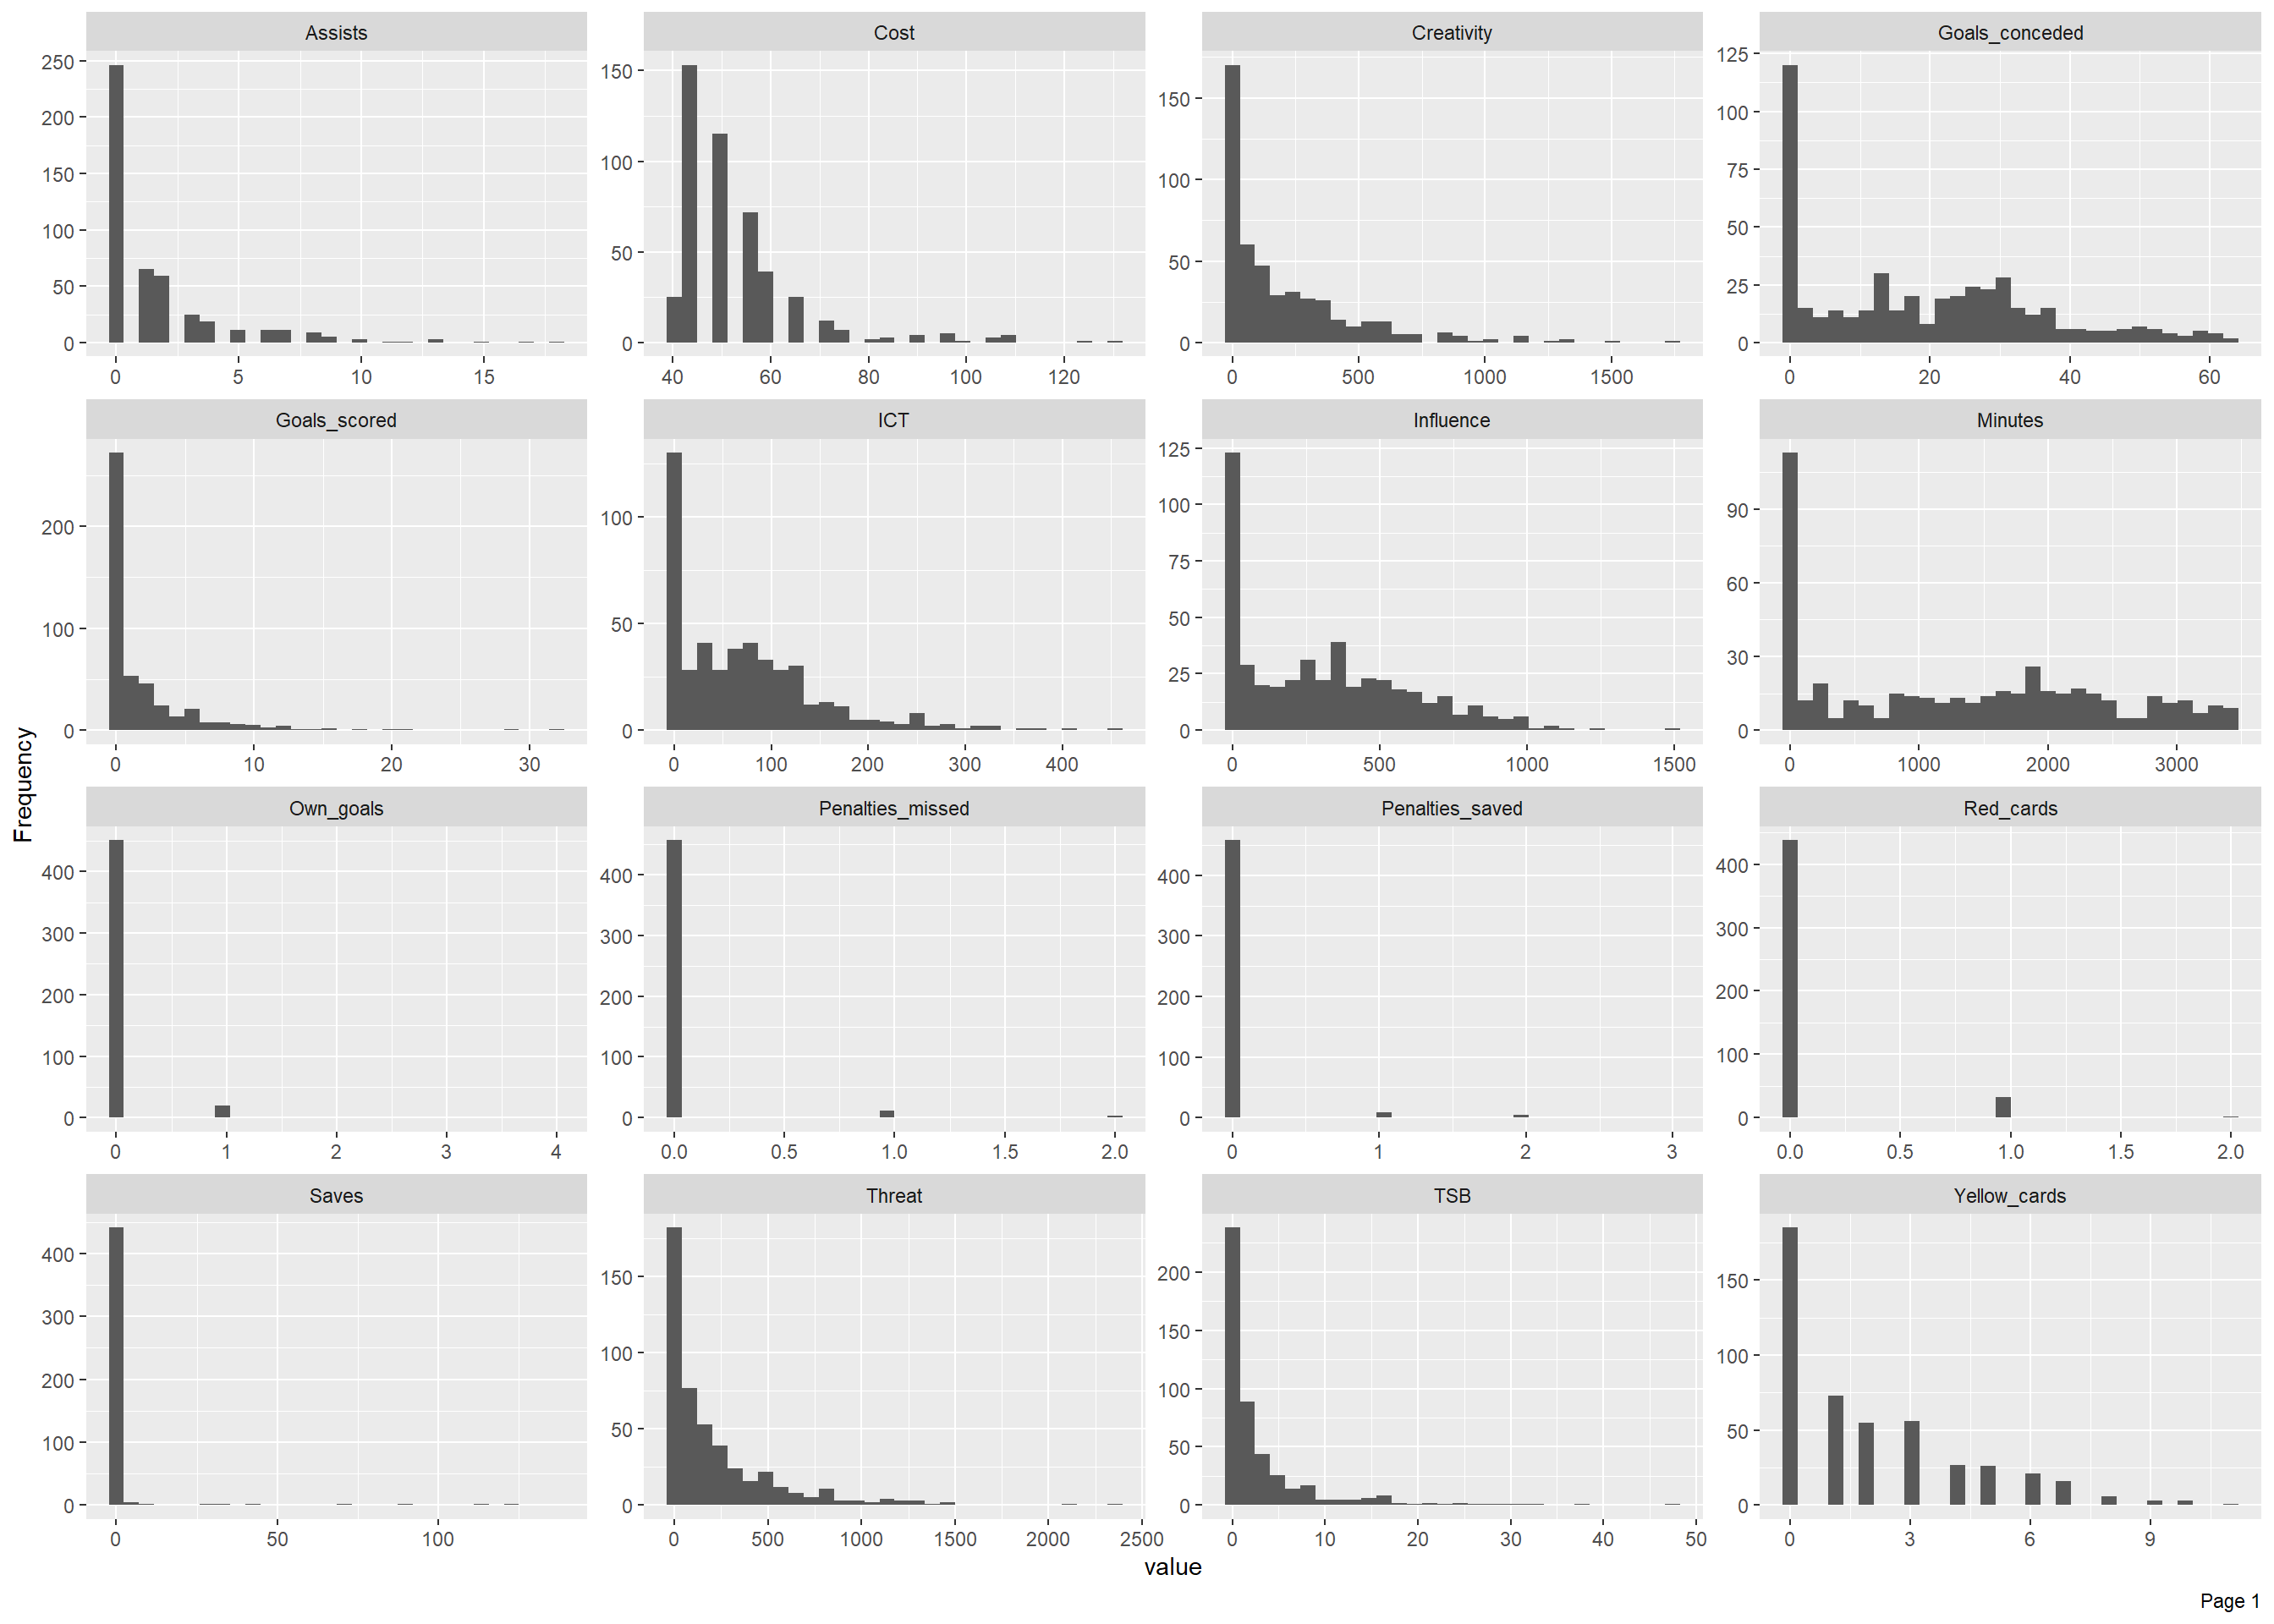 Assists Cost Creativity Goals_conceded
250 200 150 100 50 0
150 100 50 0
150 100 50 0
125 100 75 50 25 0
0 5 10 15
40 60 80 100 120
0 500 1000 1500
0 20 40 60
Goals_scored ICT Influence Minutes
200 100 0
100 50 0
125 100 75 50 25 0
90 60 30 0
0 10 20 30
0 100 200 300 400
0 500 1000 1500
0 1000 2000 3000
Frequency
Own_goals Penalties_missed Penalties_saved Red_cards
400 300 200 100 0
400 300 200 100 0
400 300 200 100 0
400 300 200 100 0
0 1 2 3 4
0.0 0.5 1.0 1.5 2.0
0 1 2 3
0.0 0.5 1.0 1.5 2.0
Saves Threat TSB Yellow_cards
400 300 200 100 0
150 100 50 0
200 150 100 50 0
150 100 50 0
0 50 100
0 500 1000 1500 2000 2500
0 10 20 30 40 50
0 3 6 9
value
Page 1